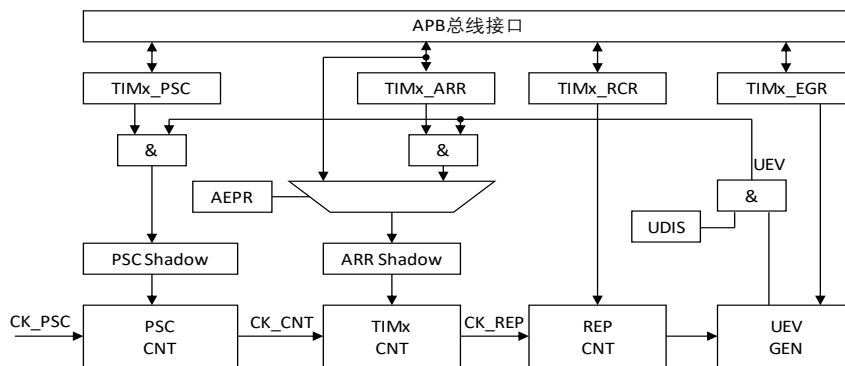 APB总线接口
TIMx_PSC
TIMx_ARR
TIMx_RCR
TIMx_EGR
&
&
UEV
AEPR
&
UDIS
PSC Shadow
ARR Shadow
CK_PSC
PSC
CNT
CK_CNT
TIMx
CNT
CK_REP
REP
CNT
UEV
GEN